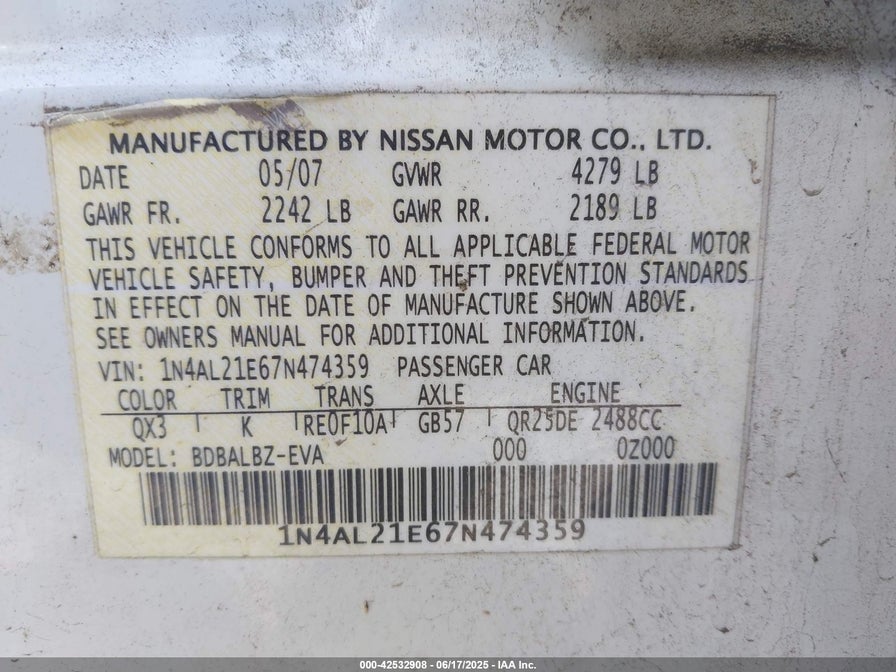 MANUFACTURED BY NISSAN MOTOR CO., LTD.
DATE 05/07 GVWR 4279 LB
GAWR FR. 2242 LB GAWR RR. 2189 LB
THIS VEHICLE CONFORMS TO ALL APPLICABLE FEDERAL MOTOR
VEHICLE SAFETY, BUMPER AND THEFT PREVENTION STANDARDS
IN EFFECT ON THE DATE OF MANUFACTURE SHOWN ABOVE.
SEE OWNERS MANUAL FOR ADDITIONAL INFORMATION.
VIN: 1N4AL21E67N474359 PASSENGER CAR
COLOR TRIM TRANS AXLE ENGINE
QX3 K RE0F10A GB57 QR25DE 2488CC
MODEL: BDBALBZ-EVA 000 0Z000
1N4AL21E67N474359
000-42532908 - 06/17/2025 - IAA Inc.